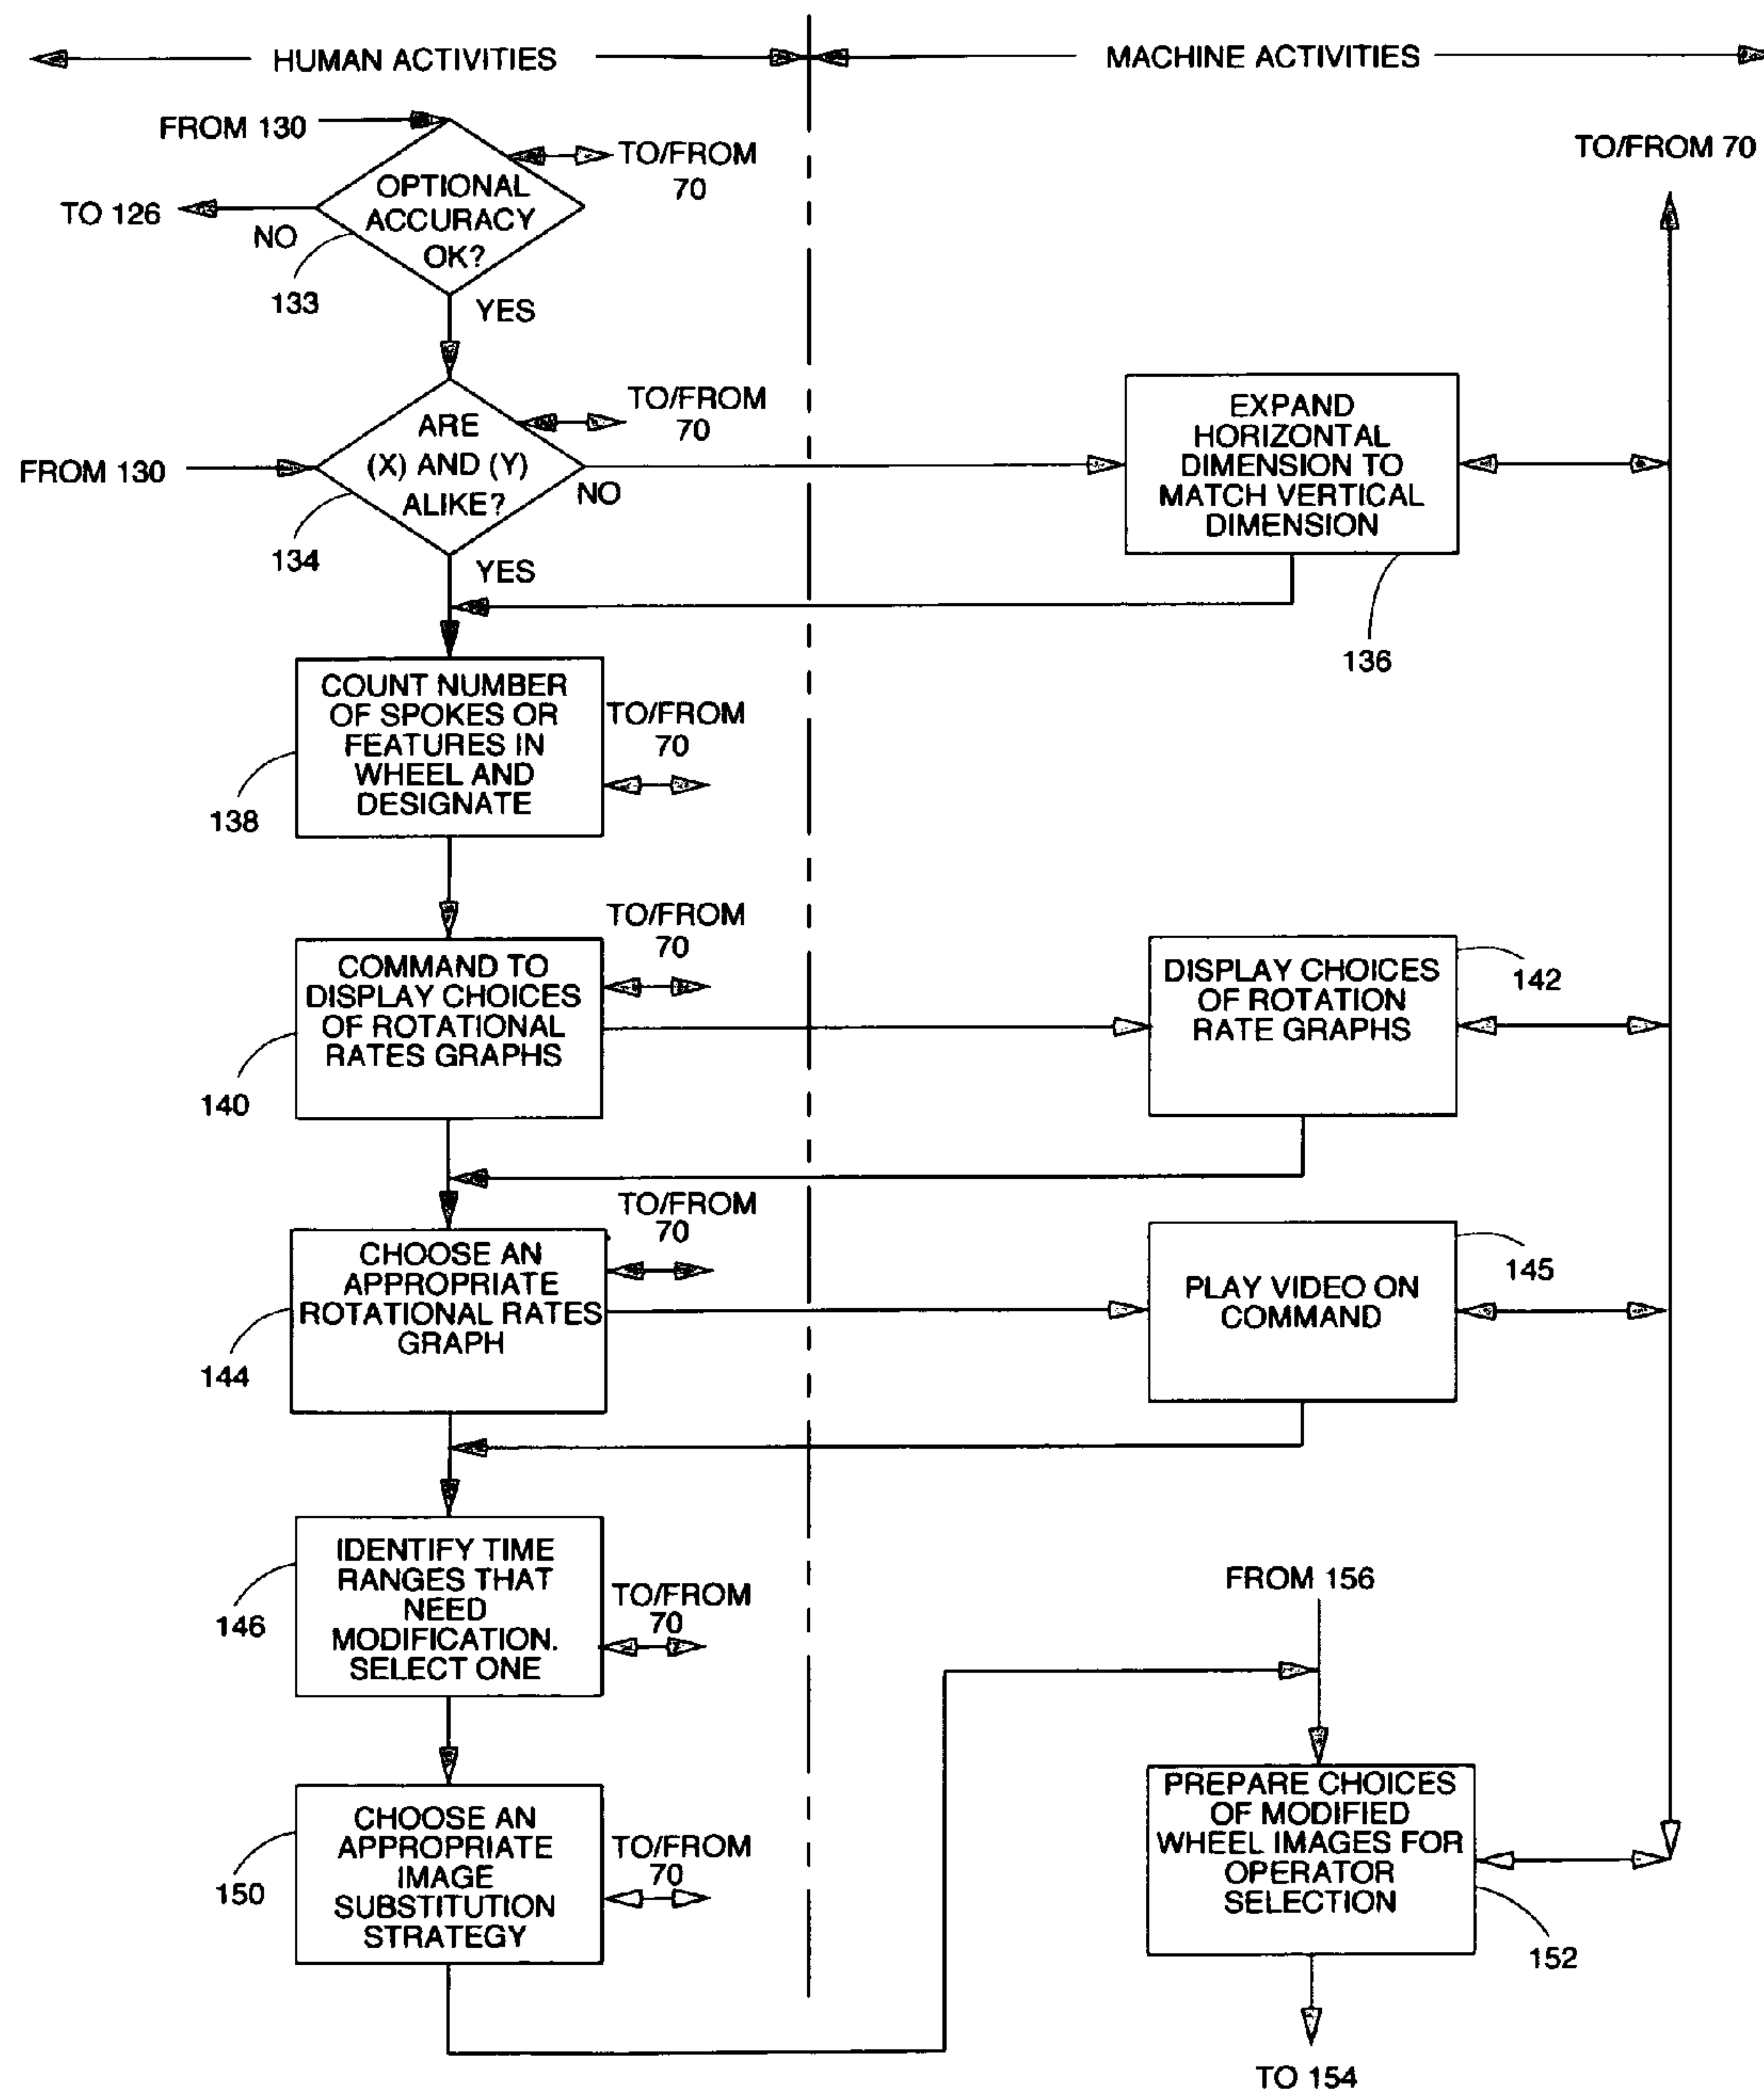 HUMAN ACTIVITIES
MACHINE ACTIVITIES
FROM 130
TO/FROM
70
TO/FROM 70
OPTIONAL
ACCURACY
OK?
TO 126
NO
133
YES
ARE
(X) AND (Y)
ALIKE?
TO/FROM
70
FROM 130
NO
134
YES
EXPAND
HORIZONTAL
DIMENSION TO
MATCH VERTICAL
DIMENSION
136
COUNT NUMBER
OF SPOKES OR
FEATURES IN
WHEEL AND
DESIGNATE
TO/FROM
70
138
COMMAND TO
DISPLAY CHOICES
OF ROTATIONAL
RATES GRAPHS
TO/FROM
70
140
DISPLAY CHOICES
OF ROTATION
RATE GRAPHS
142
CHOOSE AN
APPROPRIATE
ROTATIONAL RATES
GRAPH
TO/FROM
70
144
PLAY VIDEO ON
COMMAND
145
IDENTIFY TIME
RANGES THAT
NEED
MODIFICATION.
SELECT ONE
TO/FROM
70
146
FROM 156
CHOOSE AN
APPROPRIATE
IMAGE
SUBSTITUTION
STRATEGY
TO/FROM
70
150
PREPARE CHOICES
OF MODIFIED
WHEEL IMAGES FOR
OPERATOR
SELECTION
152
TO 154